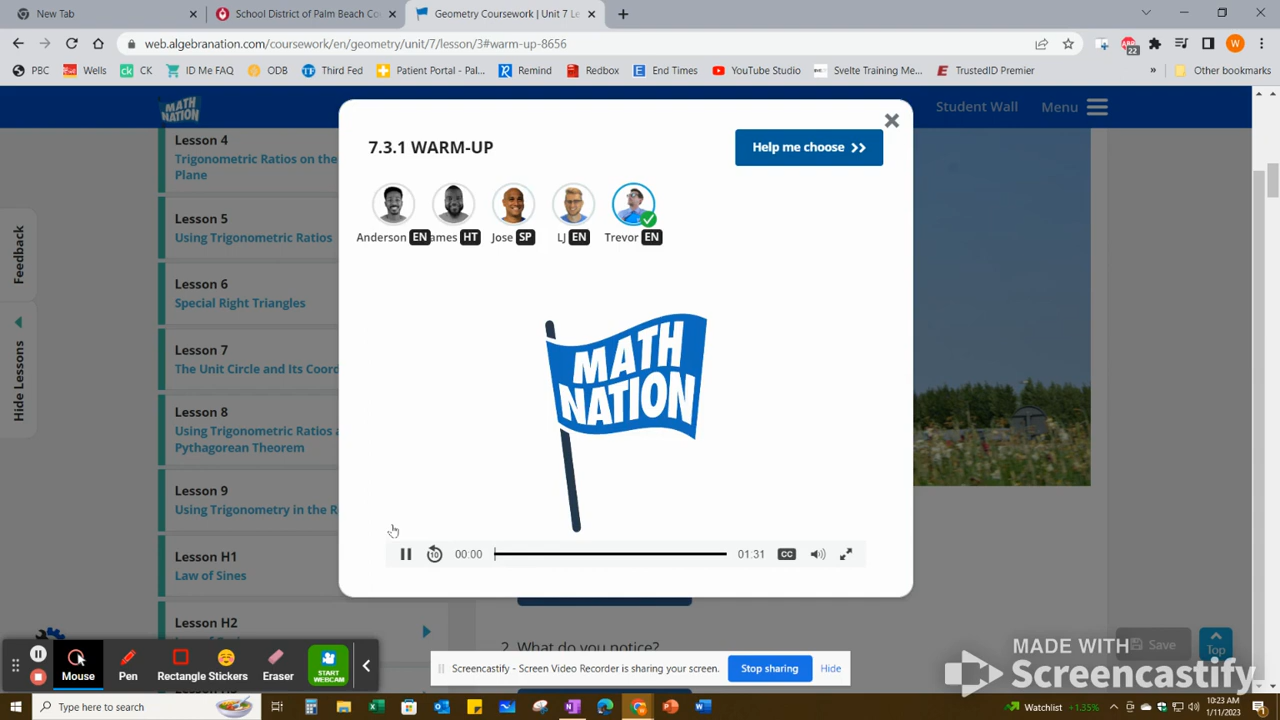 New Tab
School District of Palm Beach Co
Geometry Coursework | Unit 7 Le
web.algebranation.com/coursework/en/geometry/unit/7/lesson/3#warm-up-8656
22
W
PBC
Wells
CK
ID Me FAQ
ODB
Third Fed
Patient Portal - Pal...
Remind
Redbox
End Times
YouTube Studio
Svelte Training Me...
TrustedID Premier
»
Other bookmarks
MATH NATION
Student Wall
Menu
Feedback
Hide Lessons
Lesson 4
Trigonometric Ratios on the
Plane
Lesson 5
Using Trigonometric Ratios
Lesson 6
Special Right Triangles
Lesson 7
The Unit Circle and Its Coord
Lesson 8
Using Trigonometric Ratios a
Pythagorean Theorem
Lesson 9
Using Trigonometry in the R
Lesson H1
Law of Sines
Lesson H2
7.3.1 WARM-UP
Help me choose >>
Anderson EN
ames HT
Jose SP
LJ EN
Trevor EN
MATH
NATION
10
00:00
01:31
CC
2. What do you notice?
Save
Top
Mouse
Pen
Rectangle
Stickers
Eraser
START
WEBCAM
Screencastify - Screen Video Recorder is sharing your screen.
Stop sharing
Hide
MADE WITH
Screencastify
Type here to search
Watchlist +1.35%
10:23 AM
1/11/2023